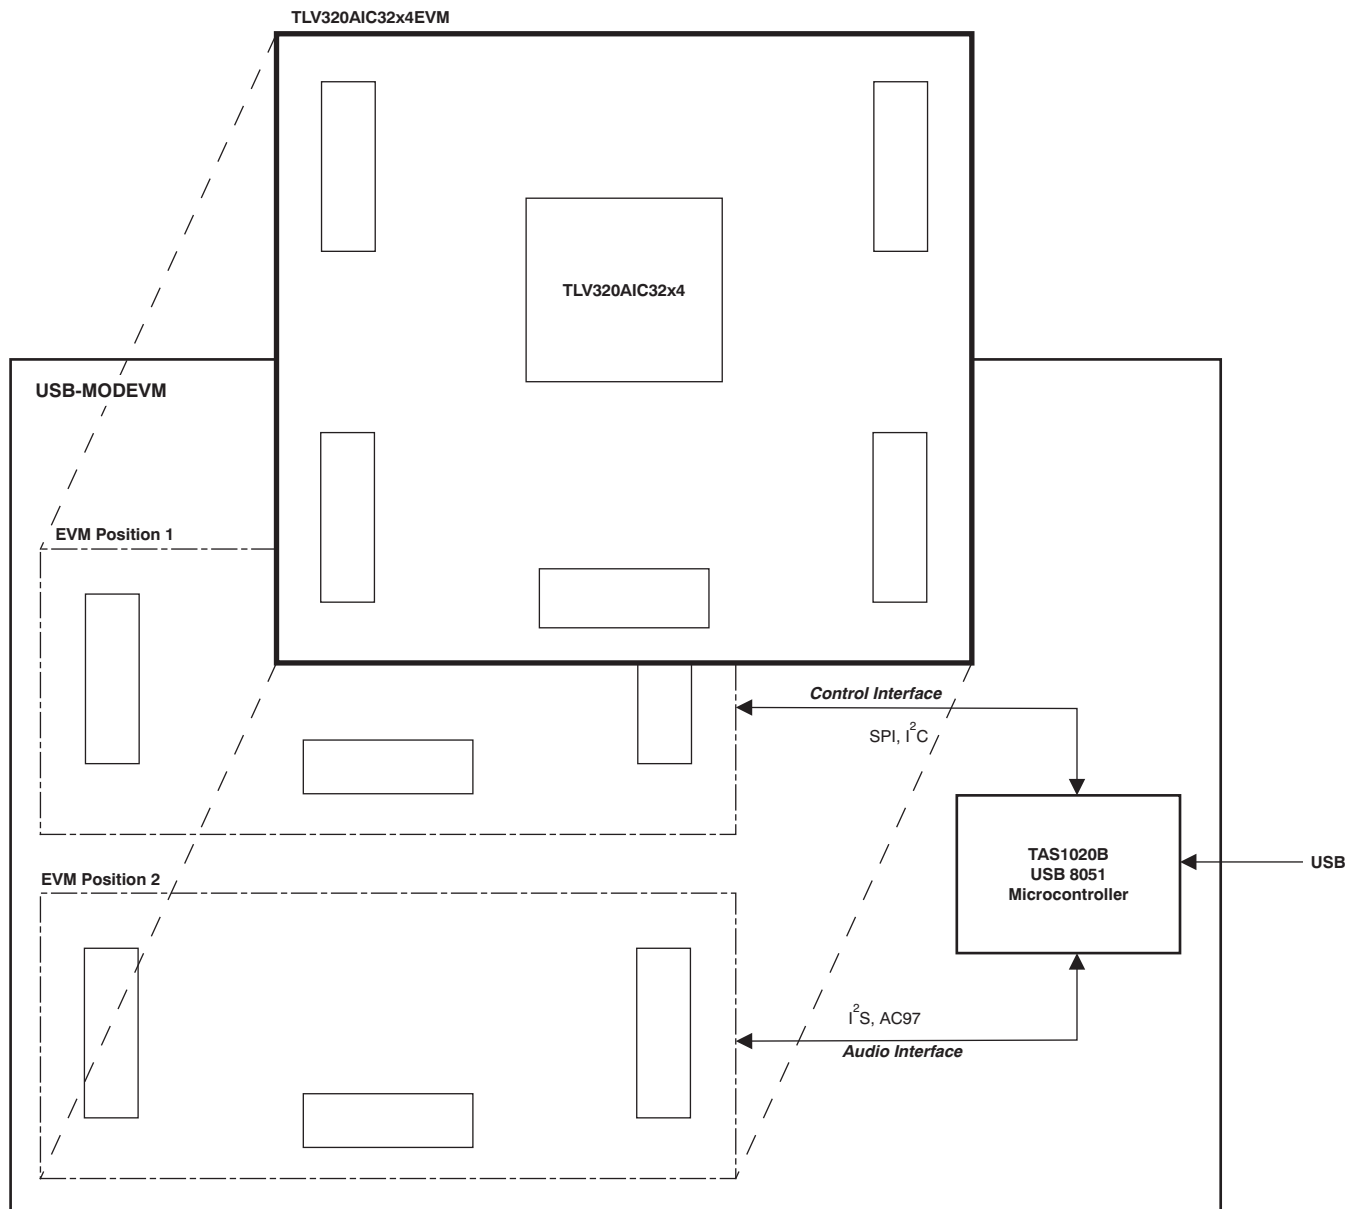 TLV320AIC32x4EVM
TLV320AIC32x4
USB-MODEVM
EVM Position 1
Control Interface
SPI, I²C
TAS1020B
USB 8051
Microcontroller
USB
EVM Position 2
I²S, AC97
Audio Interface